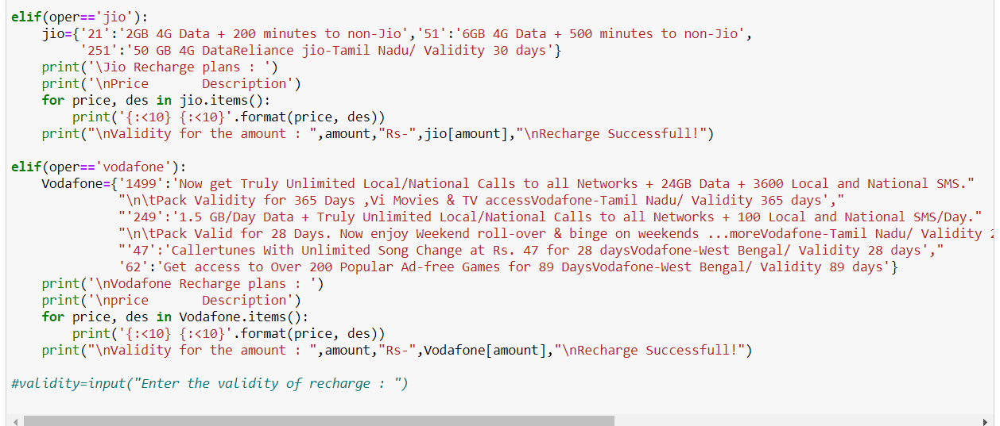 elif(oper=='jio'):
    jio={'21':'2GB 4G Data + 200 minutes to non-Jio','51':'6GB 4G Data + 500 minutes to non-Jio',
         '251':'50 GB 4G DataReliance jio-Tamil Nadu/ Validity 30 days'}
    print('\Jio Recharge plans : ')
    print('\nPrice       Description')
    for price, des in jio.items():
        print('{:<10} {:<10}'.format(price, des))
    print("\nValidity for the amount : ",amount,"Rs-",jio[amount],"\nRecharge Successfull!")
elif(oper=='vodafone'):
    Vodafone={'1499':'Now get Truly Unlimited Local/National Calls to all Networks + 24GB Data + 3600 Local and National SMS."
              "\n\tPack Validity for 365 Days ,Vi Movies & TV accessVodafone-Tamil Nadu/ Validity 365 days',"
              "'249':'1.5 GB/Day Data + Truly Unlimited Local/National Calls to all Networks + 100 Local and National SMS/Day."
              "\n\tPack Valid for 28 Days. Now enjoy Weekend roll-over & binge on weekends ...moreVodafone-Tamil Nadu/ Validity
              "'47':'Callertunes With Unlimited Song Change at Rs. 47 for 28 daysVodafone-West Bengal/ Validity 28 days',"
              '62':'Get access to Over 200 Popular Ad-free Games for 89 DaysVodafone-West Bengal/ Validity 89 days'}
    print('\nVodafone Recharge plans : ')
    print('\nprice       Description')
    for price, des in Vodafone.items():
        print('{:<10} {:<10}'.format(price, des))
    print("\nValidity for the amount : ",amount,"Rs-",Vodafone[amount],"\nRecharge Successfull!")
#validity=input("Enter the validity of recharge : ")